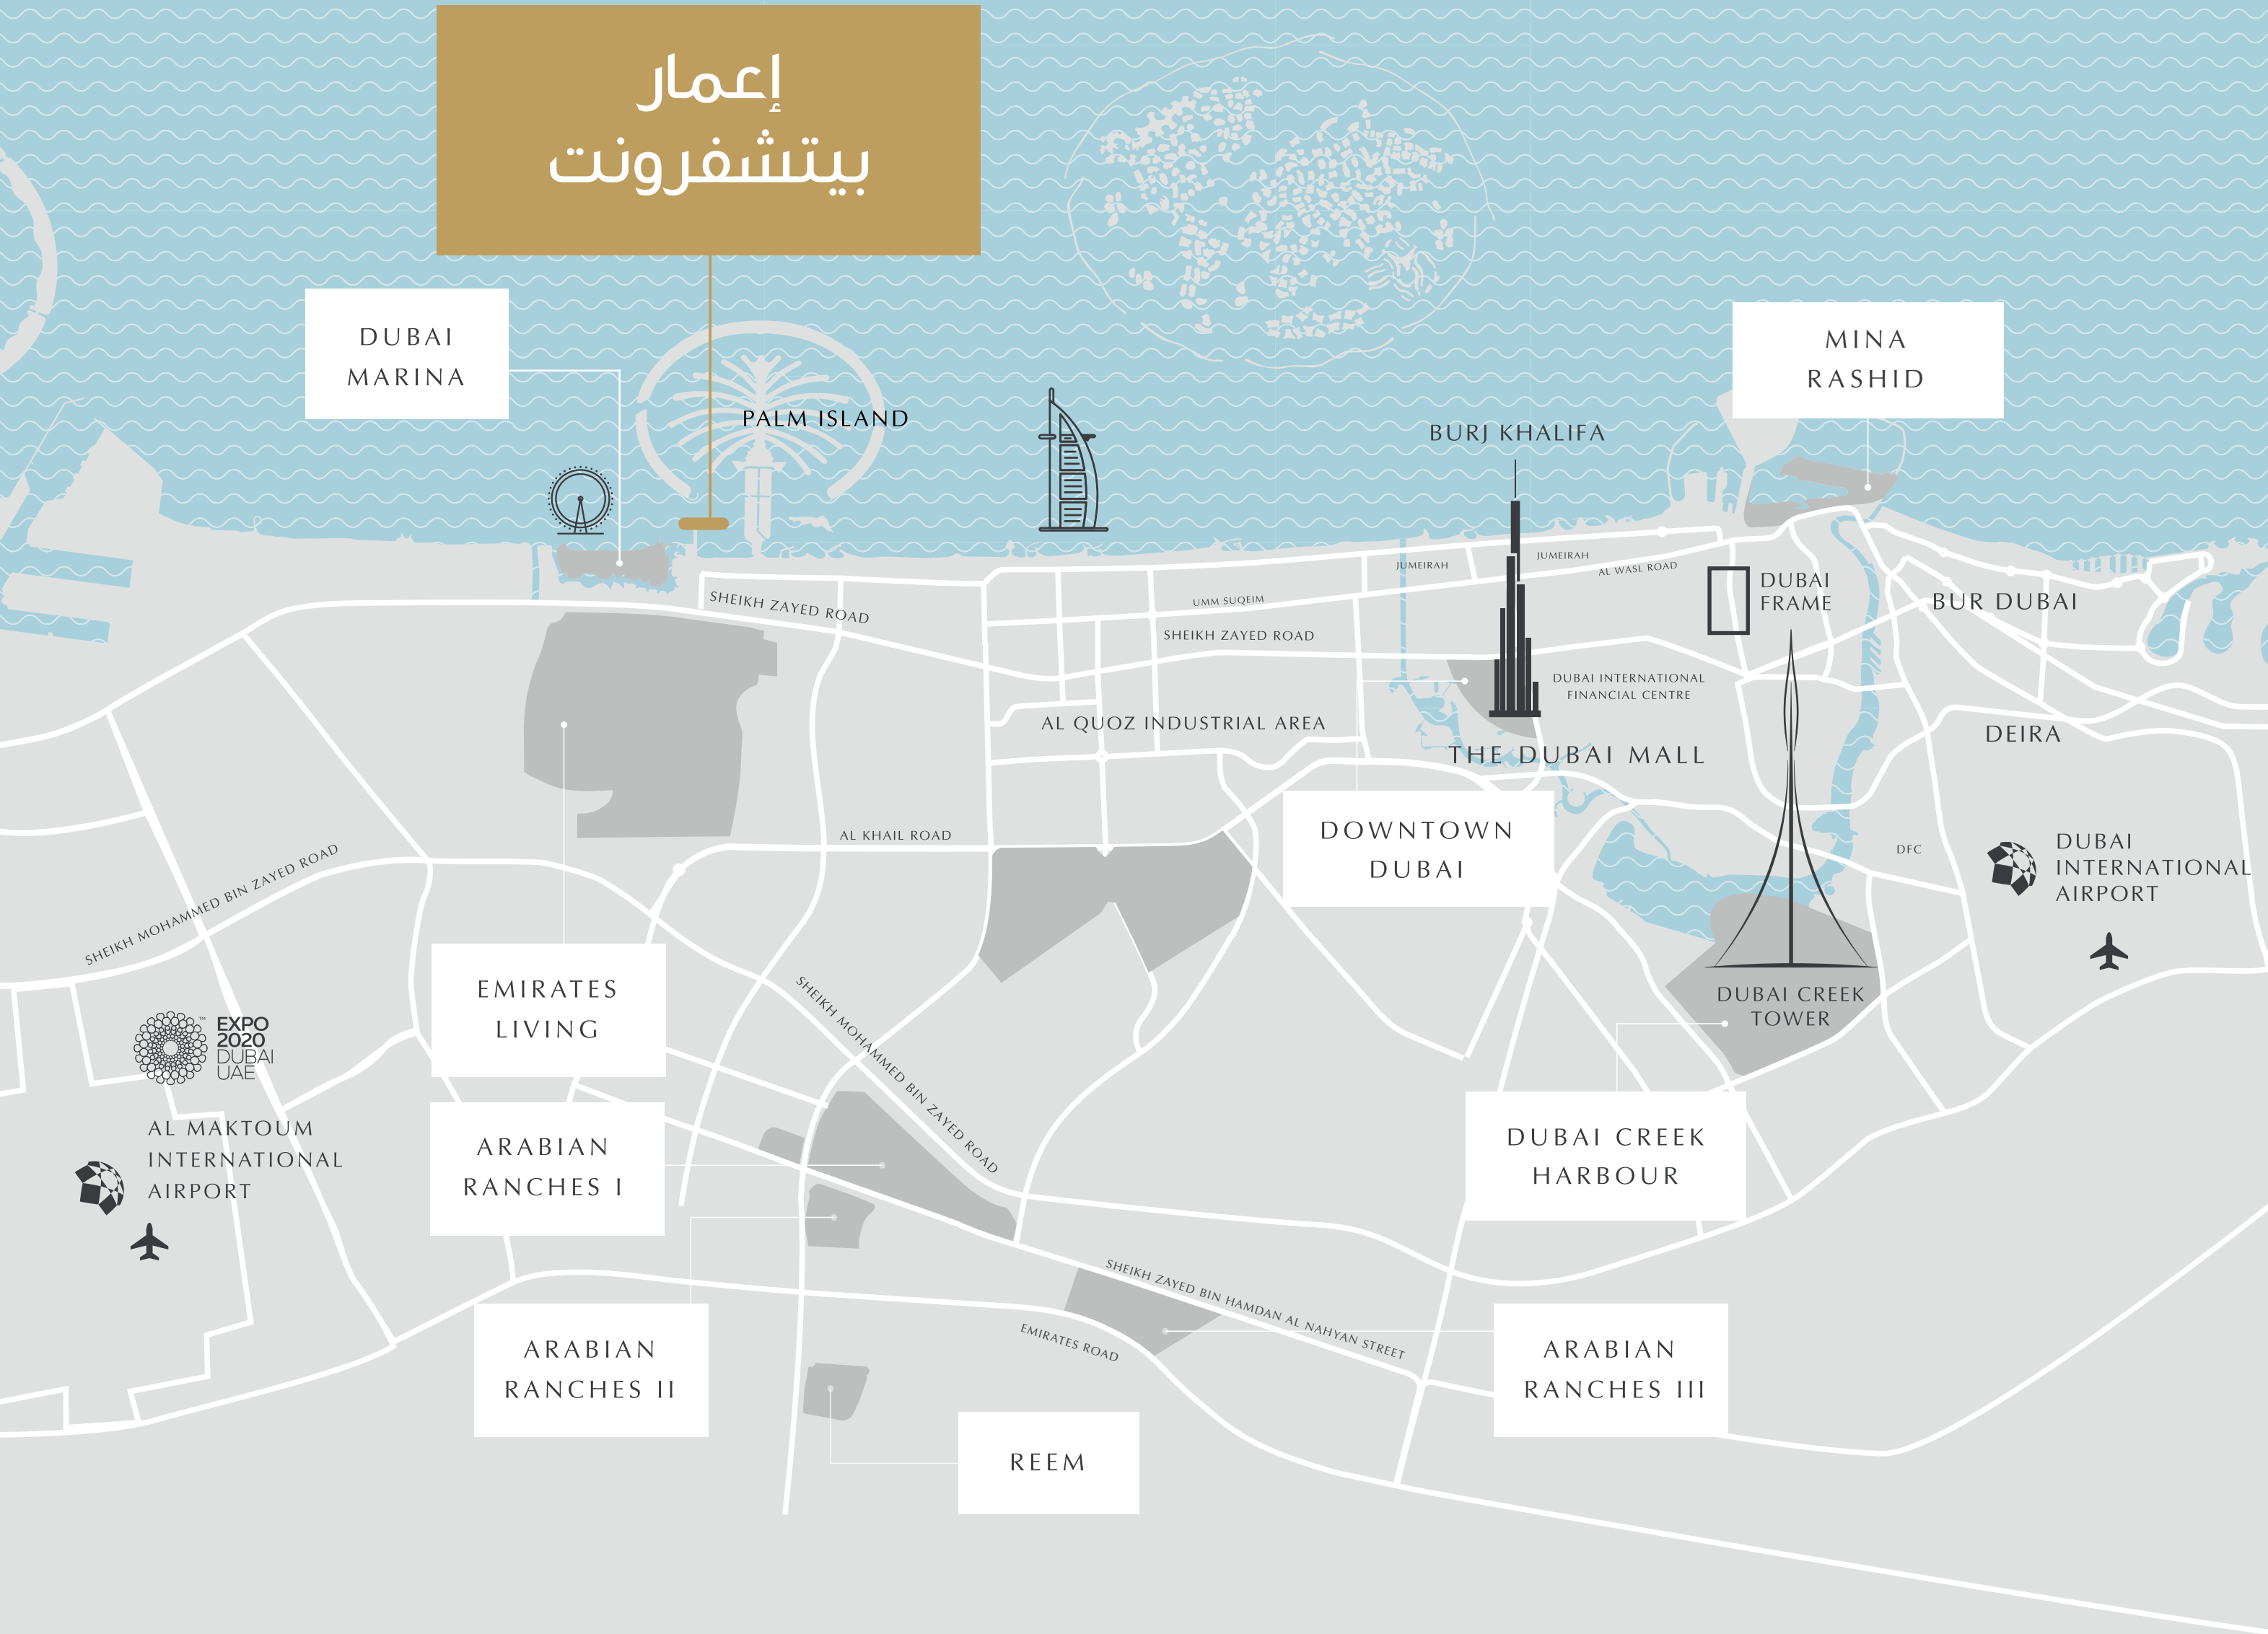 إعمار
بيتشفرونت
DUBAI
MARINA
MINA
RASHID
PALM ISLAND
BURJ KHALIFA
JUMEIRAH
JUMEIRAH
AL WASL ROAD
DUBAI
FRAME
BUR DUBAI
SHEIKH ZAYED ROAD
UMM SUQEIM
SHEIKH ZAYED ROAD
DUBAI INTERNATIONAL
FINANCIAL CENTRE
AL QUOZ INDUSTRIAL AREA
THE DUBAI MALL
DEIRA
AL KHAIL ROAD
DOWNTOWN
DUBAI
DFC
DUBAI
INTERNATIONAL
AIRPORT
SHEIKH MOHAMMED BIN ZAYED ROAD
EMIRATES
LIVING
SHEIKH MOHAMMED BIN ZAYED ROAD
DUBAI CREEK
TOWER
EXPO
2020
DUBAI
UAE
™
AL MAKTOUM
INTERNATIONAL
AIRPORT
ARABIAN
RANCHES I
DUBAI CREEK
HARBOUR
SHEIKH ZAYED BIN HAMDAN AL NAHYAN STREET
EMIRATES ROAD
ARABIAN
RANCHES II
ARABIAN
RANCHES III
REEM